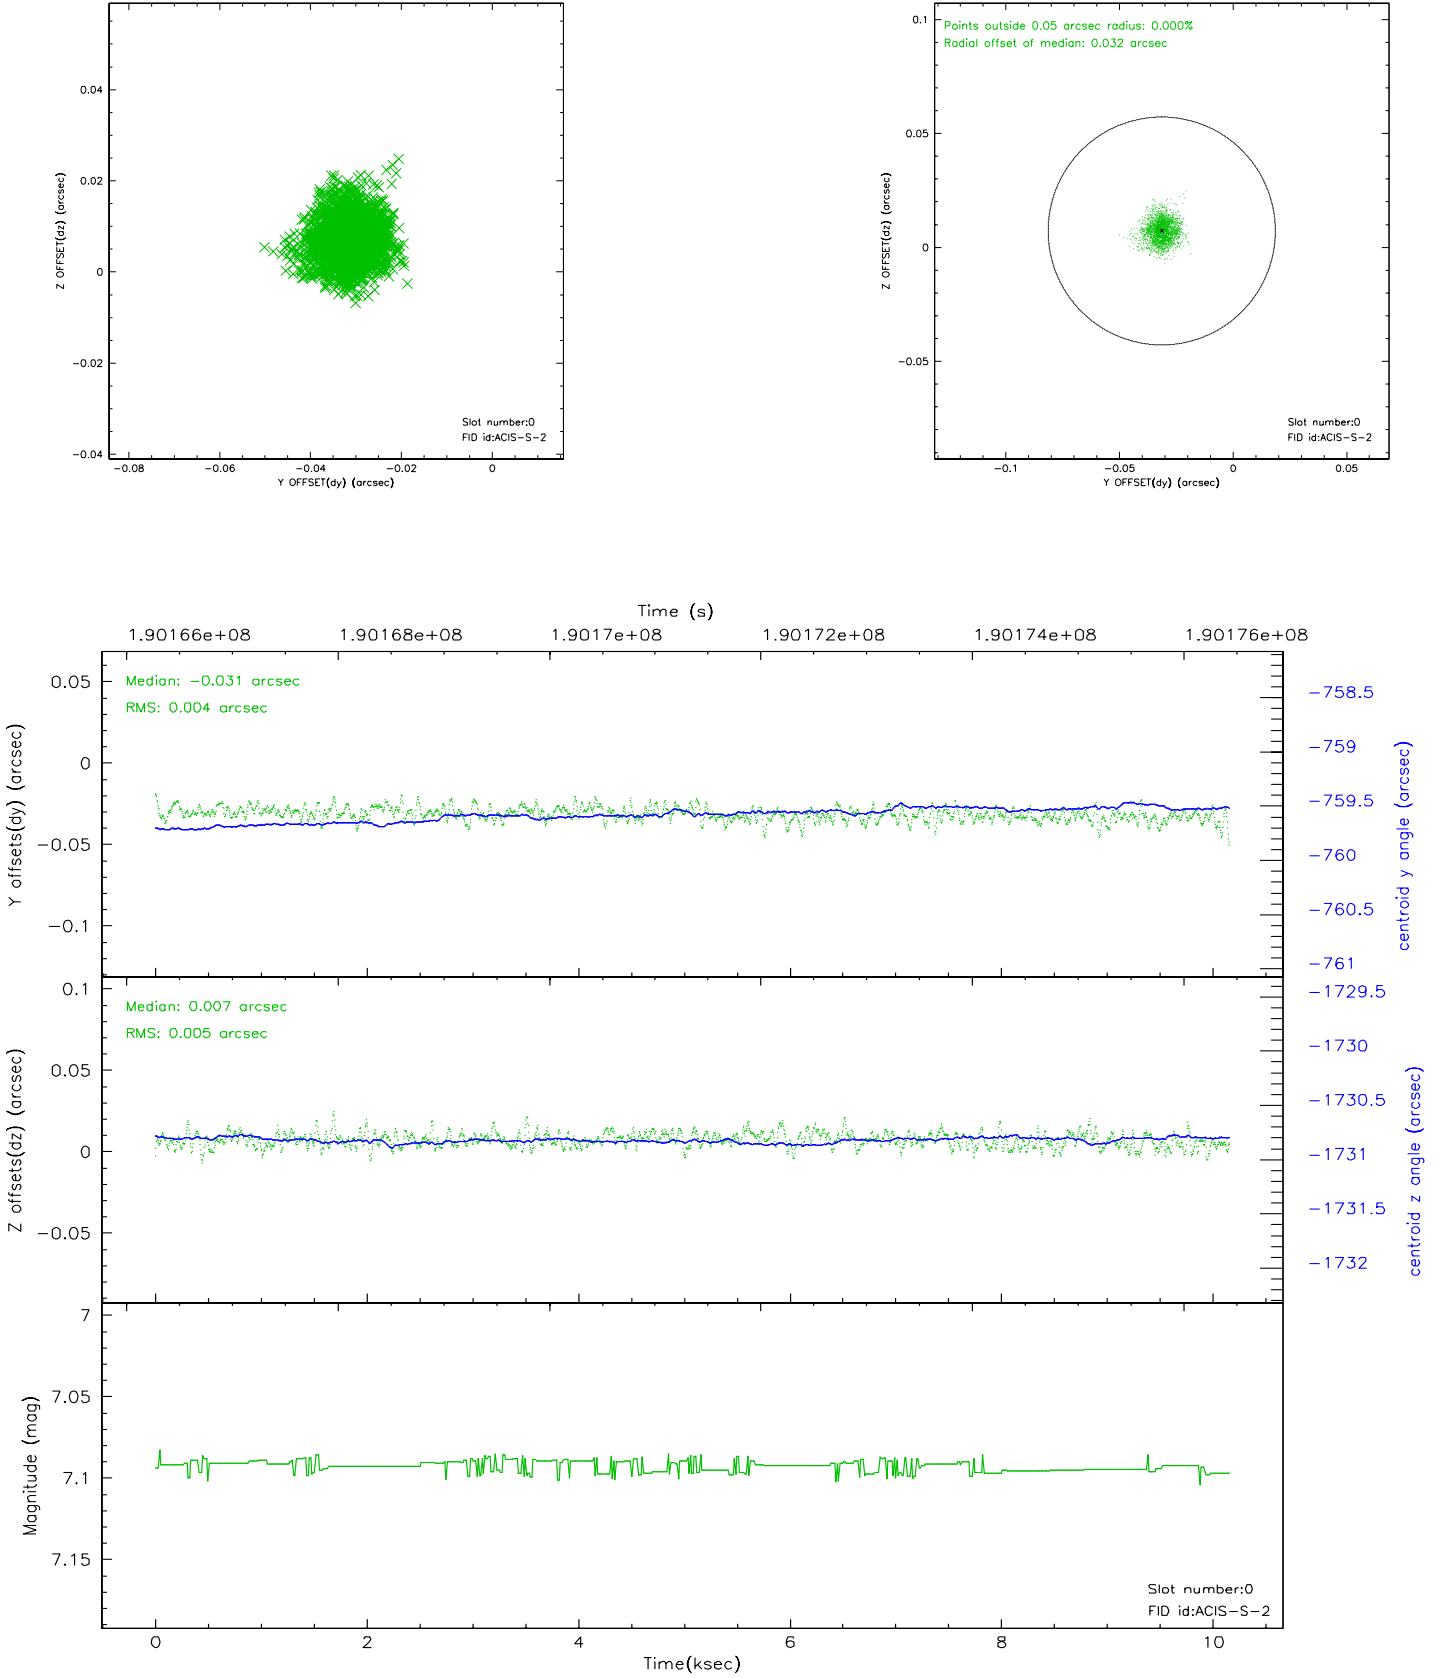 0.04
0.02
0
−0.02
−0.04
Z OFFSET(dz) (arcsec)
Slot number:0
FID id:ACIS−S−2
−0.08
−0.06
−0.04
−0.02
0
Y OFFSET(dy) (arcsec)
Points outside 0.05 arcsec radius: 0.000%
Radial offset of median: 0.032 arcsec
0.1
0.05
0
−0.05
Z OFFSET(dz) (arcsec)
Slot number:0
FID id:ACIS−S−2
−0.1
−0.05
0
0.05
Y OFFSET(dy) (arcsec)
Time (s)
1.90166e+08
1.90168e+08
1.9017e+08
1.90172e+08
1.90174e+08
1.90176e+08
Median: −0.031 arcsec
RMS: 0.004 arcsec
0.05
0
−0.05
−0.1
Y offsets(dy) (arcsec)
−758.5
−759
−759.5
−760
−760.5
−761
centroid y angle (arcsec)
Median: 0.007 arcsec
RMS: 0.005 arcsec
0.1
0.05
0
−0.05
Z offsets(dz) (arcsec)
−1729.5
−1730
−1730.5
−1731
−1731.5
−1732
centroid z angle (arcsec)
7
7.05
7.1
7.15
Magnitude (mag)
Slot number:0
FID id:ACIS−S−2
0
2
4
6
8
10
Time(ksec)